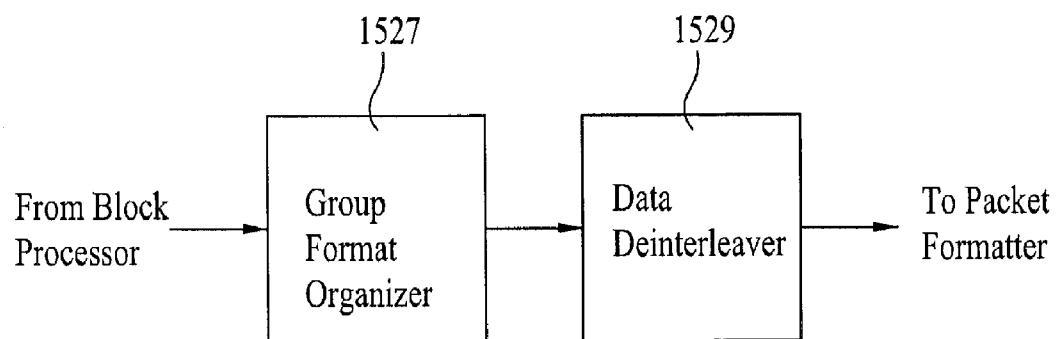 1527
1529
From Block
Processor
Group
Format
Organizer
Data
Deinterleaver
To Packet
Formatter